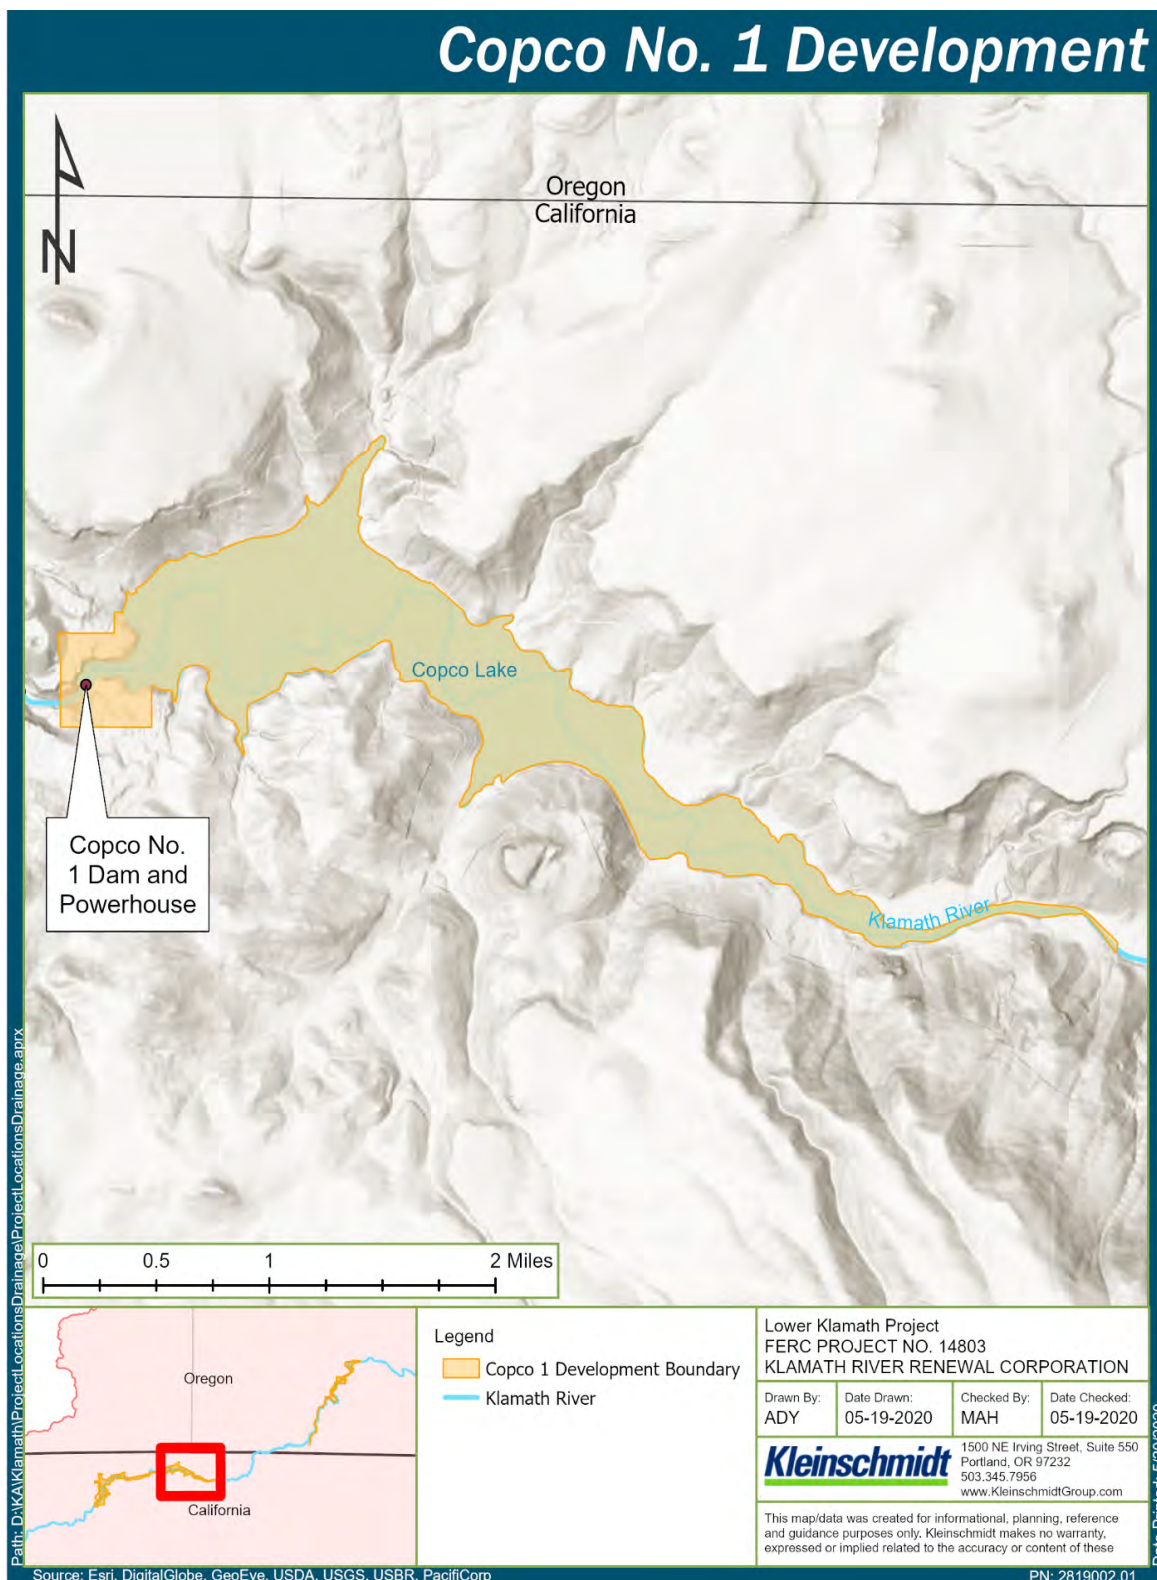 Copco No. 1 Development
Oregon
California
N
Copco Lake
Klamath River
Copco No.
1 Dam and
Powerhouse
0 0.5 1 2 Miles
Oregon
California
Legend
Copco 1 Development Boundary
Klamath River
Lower Klamath Project
FERC PROJECT NO. 14803
KLAMATH RIVER RENEWAL CORPORATION
Drawn By:
ADY
Date Drawn:
05-19-2020
Checked By:
MAH
Date Checked:
05-19-2020
Kleinschmidt
1500 NE Irving Street, Suite 550
Portland, OR 97232
503.345.7956
www.KleinschmidtGroup.com
This map/data was created for informational, planning, reference
and guidance purposes only. Kleinschmidt makes no warranty,
expressed or implied related to the accuracy or content of these
Path: D:\KA\Klamath\ProjectLocationsDrainage\ProjectLocationsDrainage.aprx
Date Printed: 5/20/2020
Source: Esri, DigitalGlobe, GeoEye, USDA, USGS, USBR, PacifiCorp
PN: 2819002.01